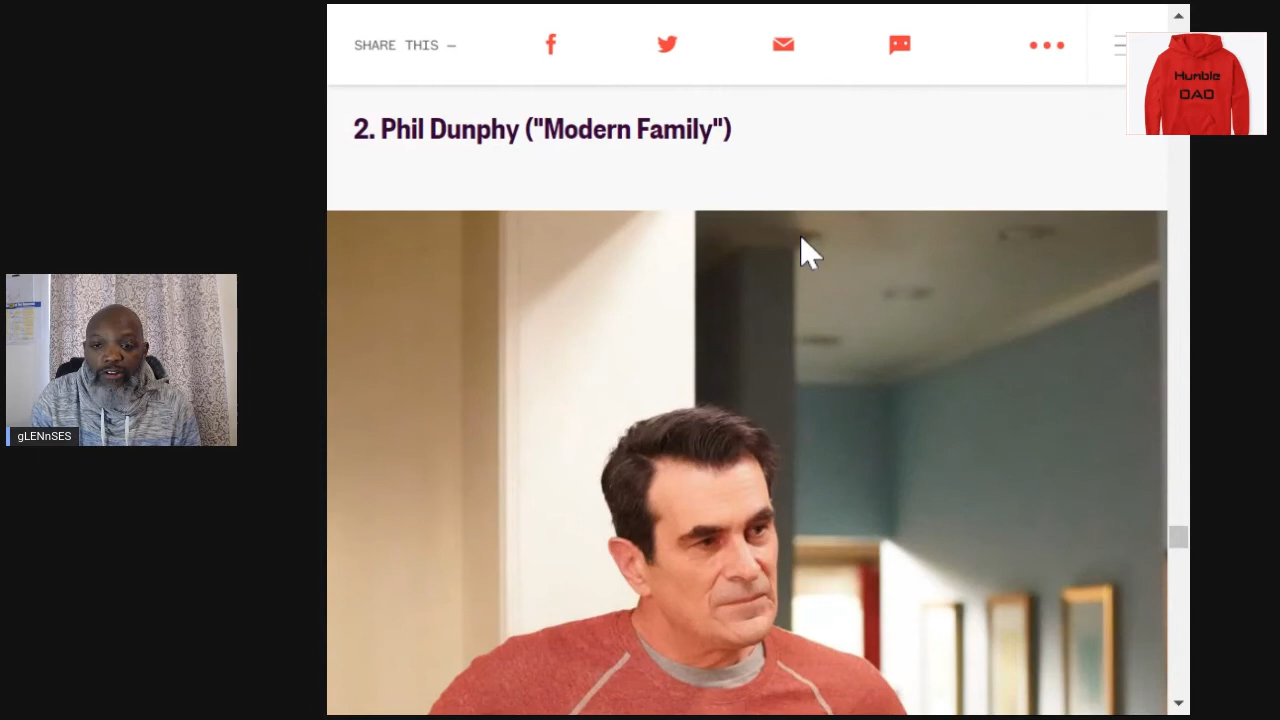 SHARE THIS —
Humble
DAD
2. Phil Dunphy ("Modern Family")
gLENnSES